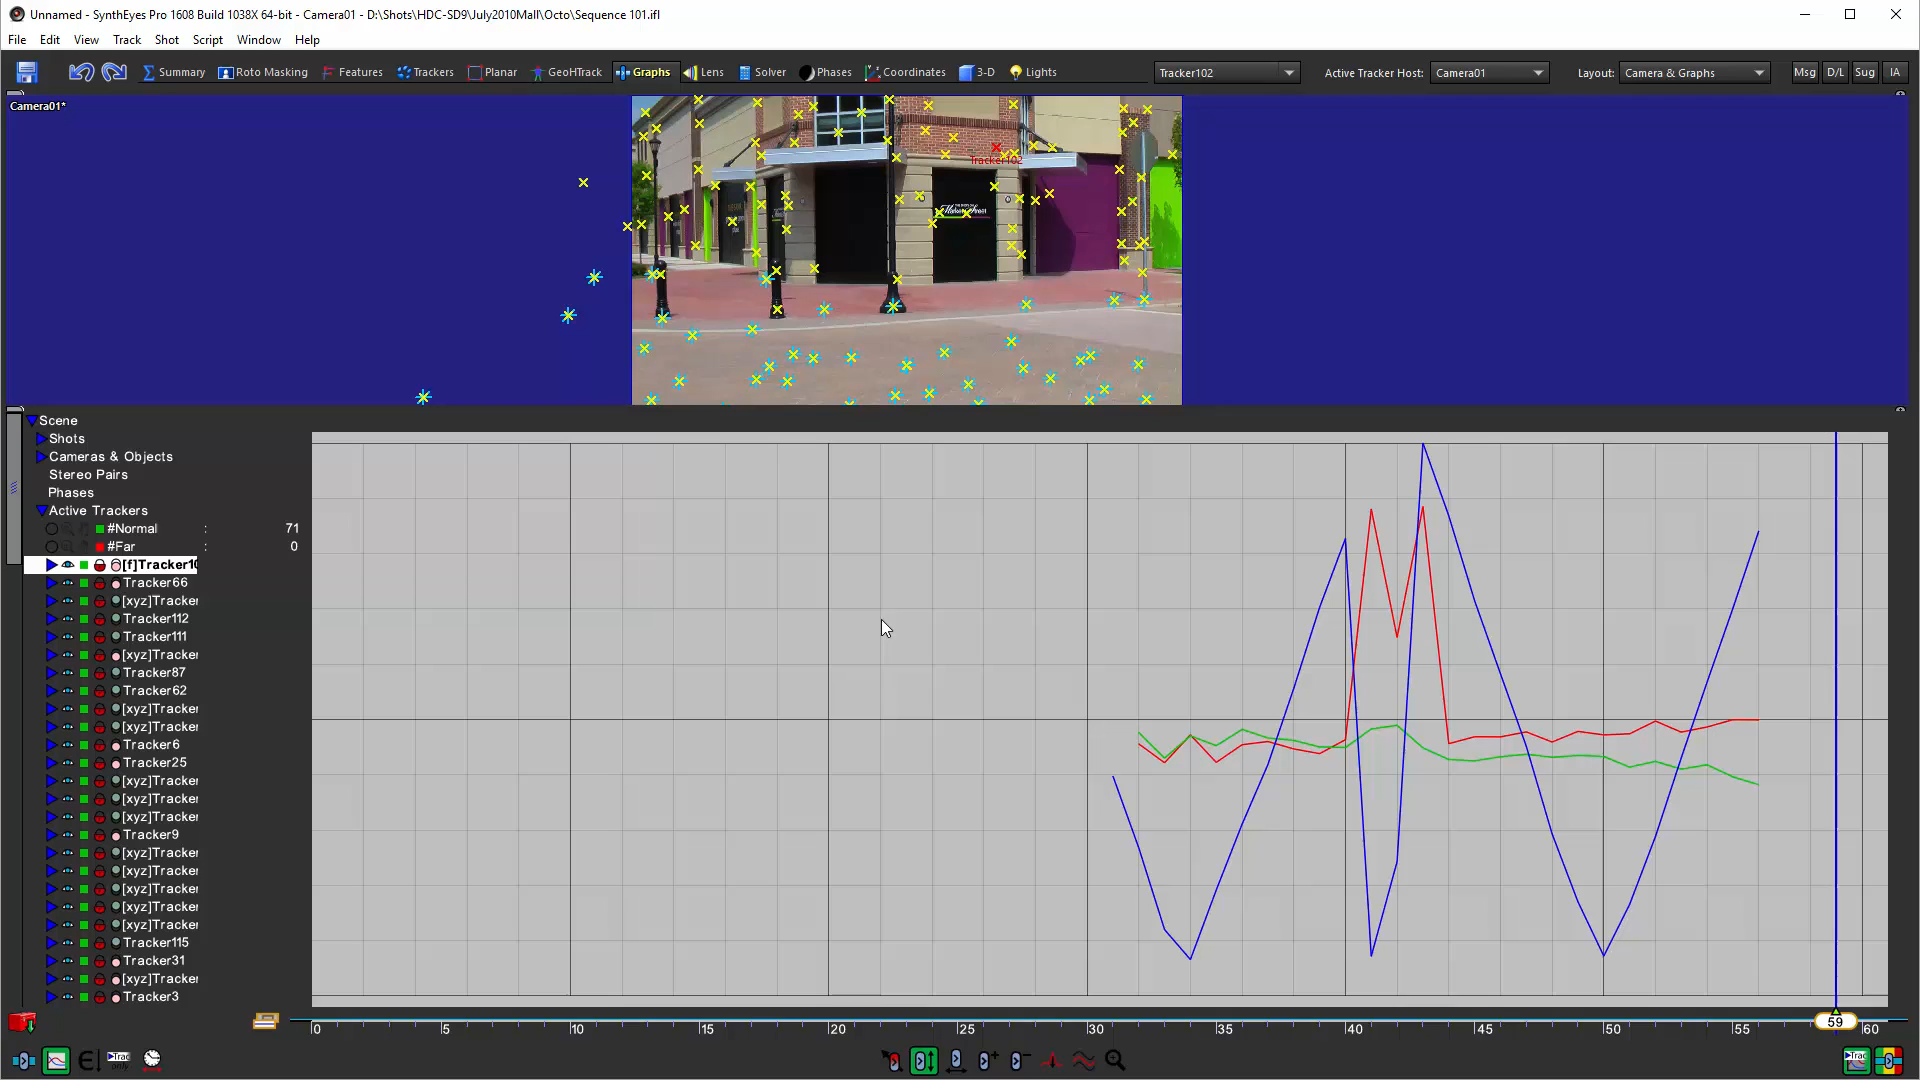 Unnamed - SynthEyes Pro 1608 Build 1038X 64-bit - Camera01 - D:\Shots\HDC-SD9\July2010Mall\Octo\Sequence 101.ifl
File Edit View Track Shot Script Window Help
Summary Roto Masking Features Trackers Planar GeoHTrack Graphs Lens Solver Phases Coordinates 3-D Lights Tracker102 Active Tracker Host: Camera01 Layout: Camera & Graphs Msg D/L Sug IA
Camera01*
Tracker102
Market Street
Scene
Shots
Cameras & Objects
Stereo Pairs
Phases
Active Trackers
#Normal : 71
#Far : 0
[f]Tracker10
Tracker66
[xyz]Tracker
Tracker112
Tracker111
[xyz]Tracker
Tracker87
Tracker62
[xyz]Tracker
[xyz]Tracker
Tracker6
Tracker25
[xyz]Tracker
[xyz]Tracker
[xyz]Tracker
Tracker9
[xyz]Tracker
[xyz]Tracker
[xyz]Tracker
[xyz]Tracker
[xyz]Tracker
Tracker115
Tracker31
[xyz]Tracker
Tracker3
0 5 10 15 20 25 30 35 40 45 50 55 59 60
Trac only
Trac